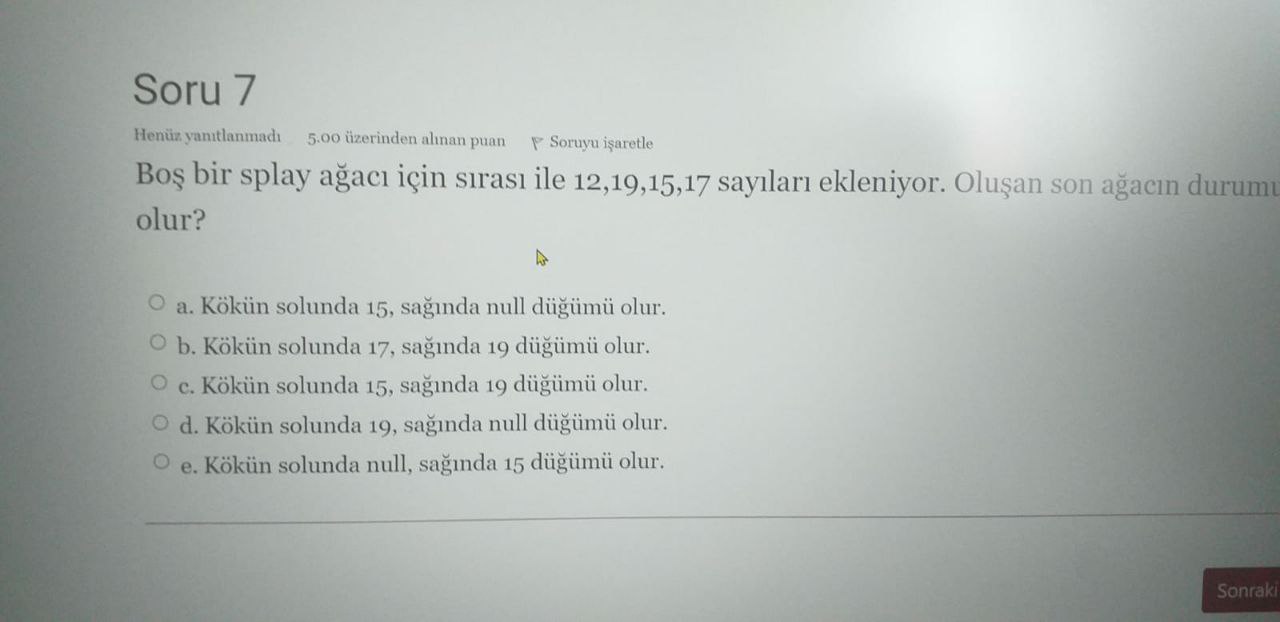 Soru 7
Henüz yanıtlanmadı 5.00 üzerinden alınan puan Soruyu işaretle
Boş bir splay ağacı için sırası ile 12,19,15,17 sayıları ekleniyor. Oluşan son ağacın durumu
olur?
a. Kökün solunda 15, sağında null düğümü olur.
b. Kökün solunda 17, sağında 19 düğümü olur.
c. Kökün solunda 15, sağında 19 düğümü olur.
d. Kökün solunda 19, sağında null düğümü olur.
e. Kökün solunda null, sağında 15 düğümü olur.
Sonraki